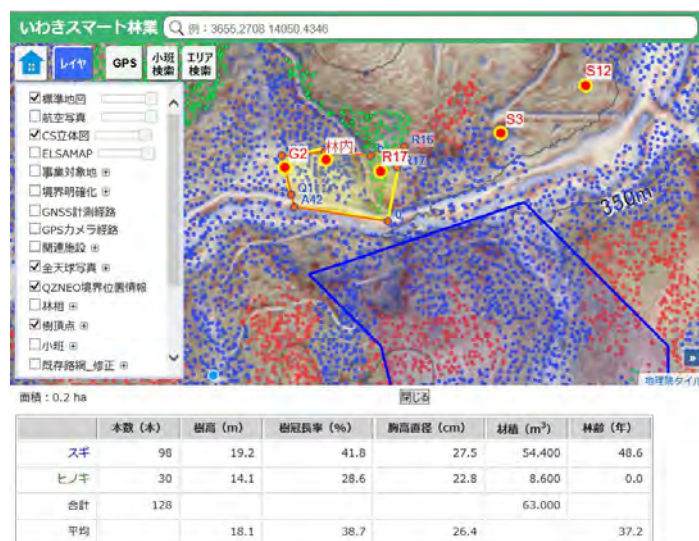 いわきスマート林業 例：3655.2708 14050.4346
レイヤ GPS 小班検索 エリア検索
標準地図
航空写真
CS立体図
ELSAMAP
事業対象地
境界明確化
GNSS計測経路
GPSカメラ経路
関連施設
全天球写真
QZNEO境界位置情報
林相
樹頂点
小班
既存路網_修正
S12
S3
R16
G2 林内 R17
A42
350m
地理院タイル
面積：0.2 ha 閉じる
本数（本） 樹高（m） 樹冠長率（%） 胸高直径（cm） 材積（m³） 林齢（年）
スギ 98 19.2 41.8 27.5 54.400 48.6
ヒノキ 30 14.1 28.6 22.8 8.600 0.0
合計 128 63.000
平均 18.1 38.7 26.4 37.2